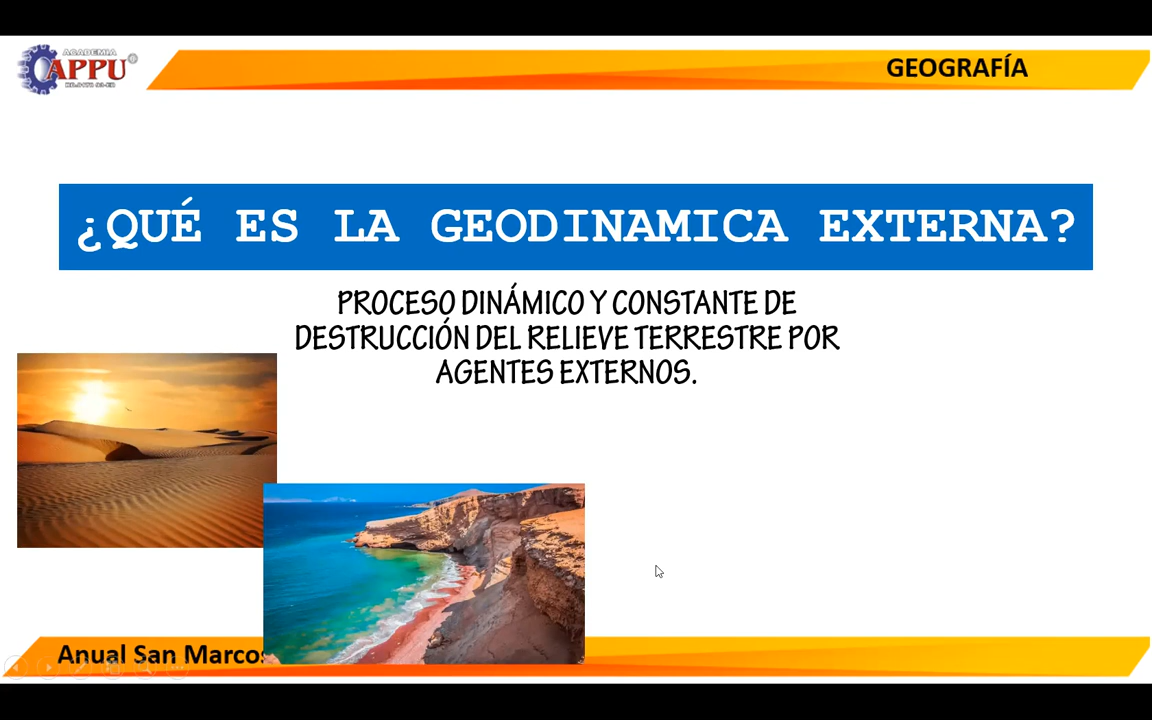 ACADEMIA
APPU
GEOGRAFÍA
¿QUÉ ES LA GEODINAMICA EXTERNA?
PROCESO DINÁMICO Y CONSTANTE DE
DESTRUCCIÓN DEL RELIEVE TERRESTRE POR
AGENTES EXTERNOS.
Anual San Marcos